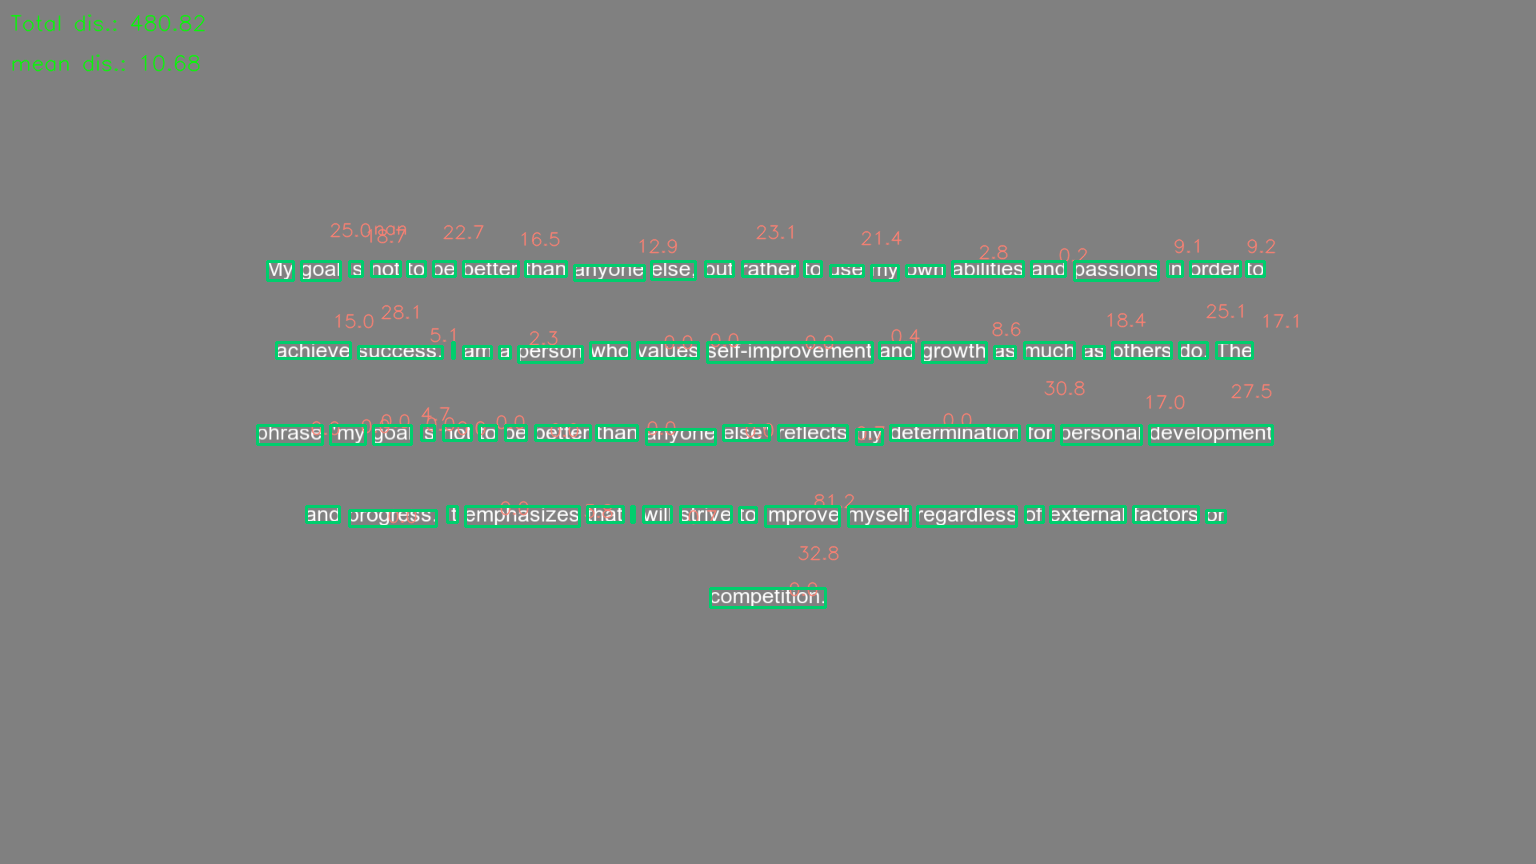 Total dis.: 480.82
mean dis.: 10.68
25.0 nan 18.7 22.7 16.5 12.9 23.1 21.4 2.8 0.2 9.1 9.2
My goal is not to be better than anyone else, but rather to use my own abilities and passions in order to
15.0 28.1 5.1 2.3 0.0 0.0 0.0 0.4 8.6 18.4 25.1 17.1
achieve success. I am a person who values self-improvement and growth as much as others do. The
30.8 17.0 27.5
4.7 0.0 0.0 0.0 0.0
phrase "my goal is not to be better than anyone else" reflects my determination for personal development
81.2
and progress. It emphasizes that I will strive to improve myself regardless of external factors or
32.8
0.0
competition.